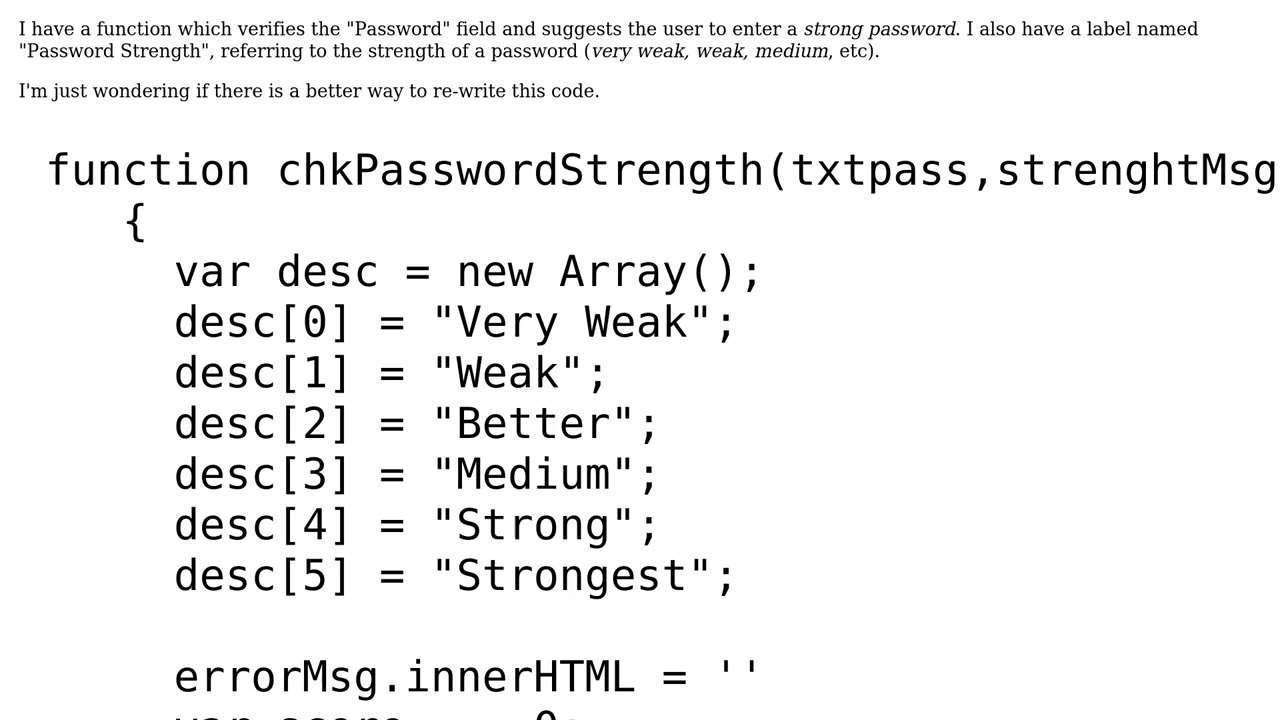 I have a function which verifies the "Password" field and suggests the user to enter a strong password. I also have a label named
"Password Strength", referring to the strength of a password (very weak, weak, medium, etc).
I'm just wondering if there is a better way to re-write this code.
function chkPasswordStrength(txtpass,strenghtMsg
{
var desc = new Array();
desc[0] = "Very Weak";
desc[1] = "Weak";
desc[2] = "Better";
desc[3] = "Medium";
desc[4] = "Strong";
desc[5] = "Strongest";
errorMsg.innerHTML = ''